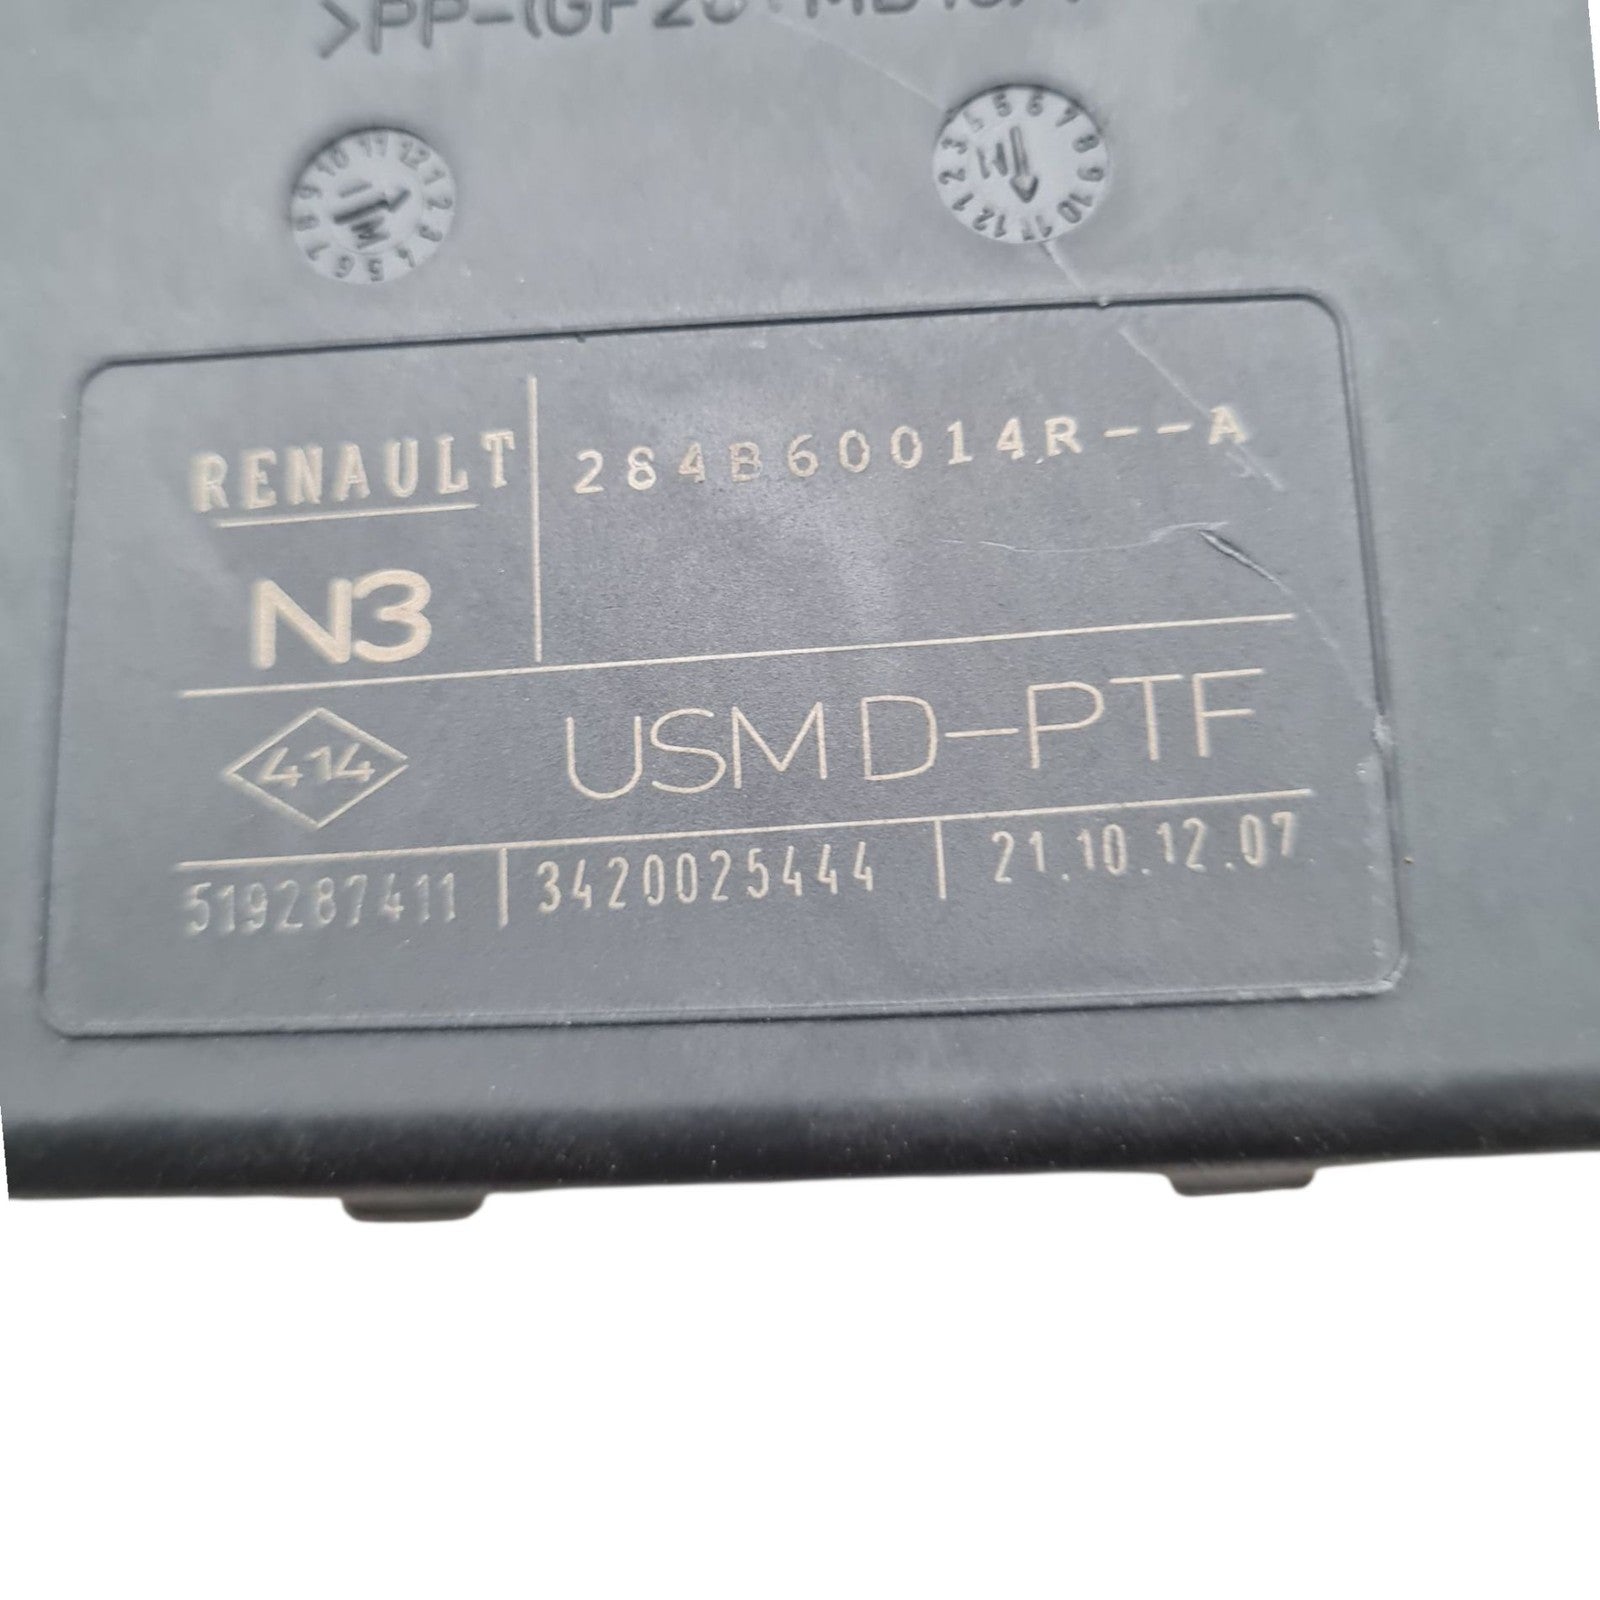 RENAULT 284B60014R--A
N3
414 USM D-PTF
519287411 3420025444 21.10.12.07